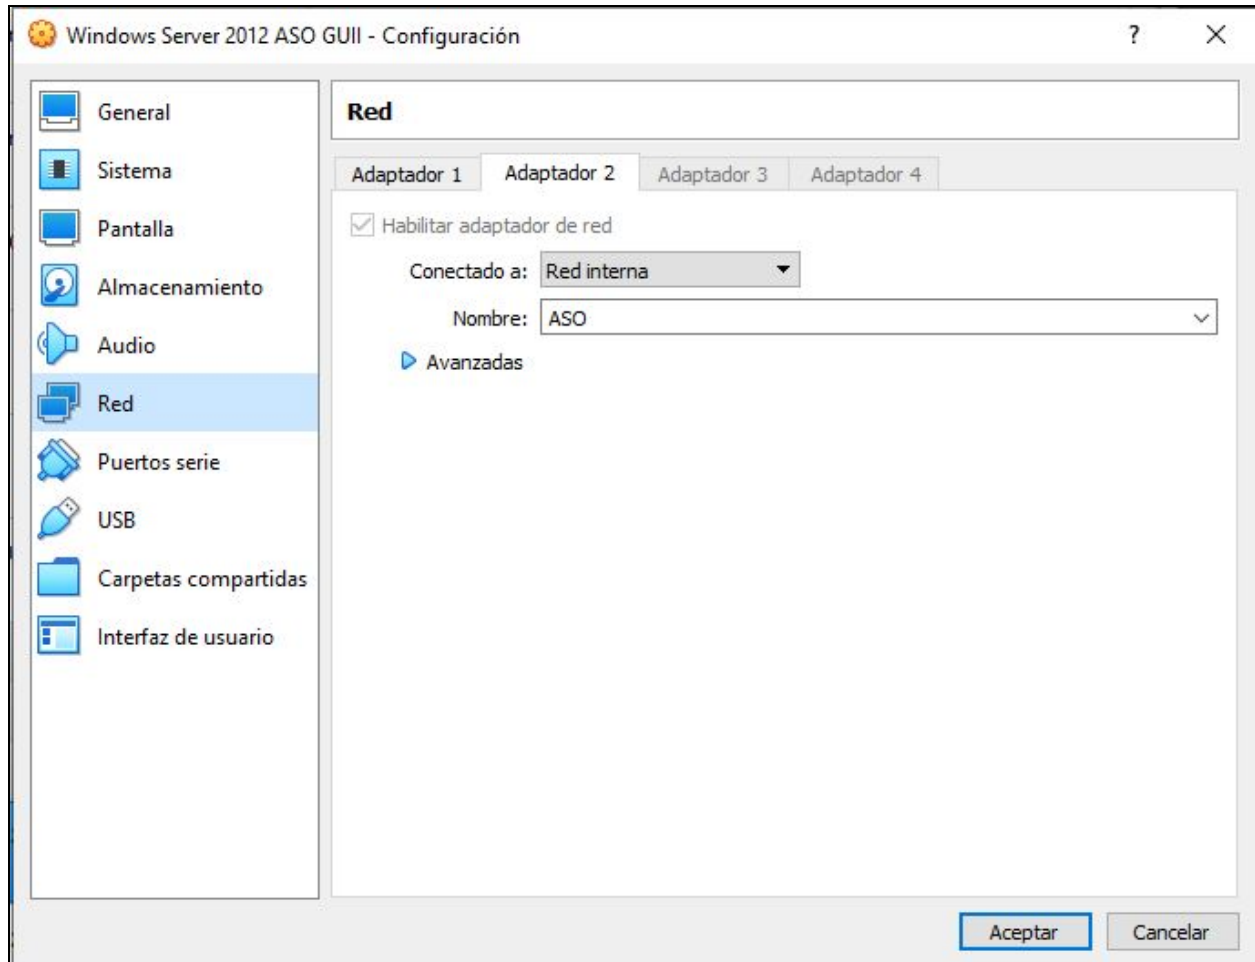 Windows Server 2012 ASO GUII - Configuración
?
General
Sistema
Pantalla
Almacenamiento
Audio
Red
Puertos serie
USB
Carpetas compartidas
Interfaz de usuario
Red
Adaptador 1 Adaptador 2 Adaptador 3 Adaptador 4
Habilitar adaptador de red
Conectado a: Red interna
Nombre: ASO
Avanzadas
Aceptar Cancelar